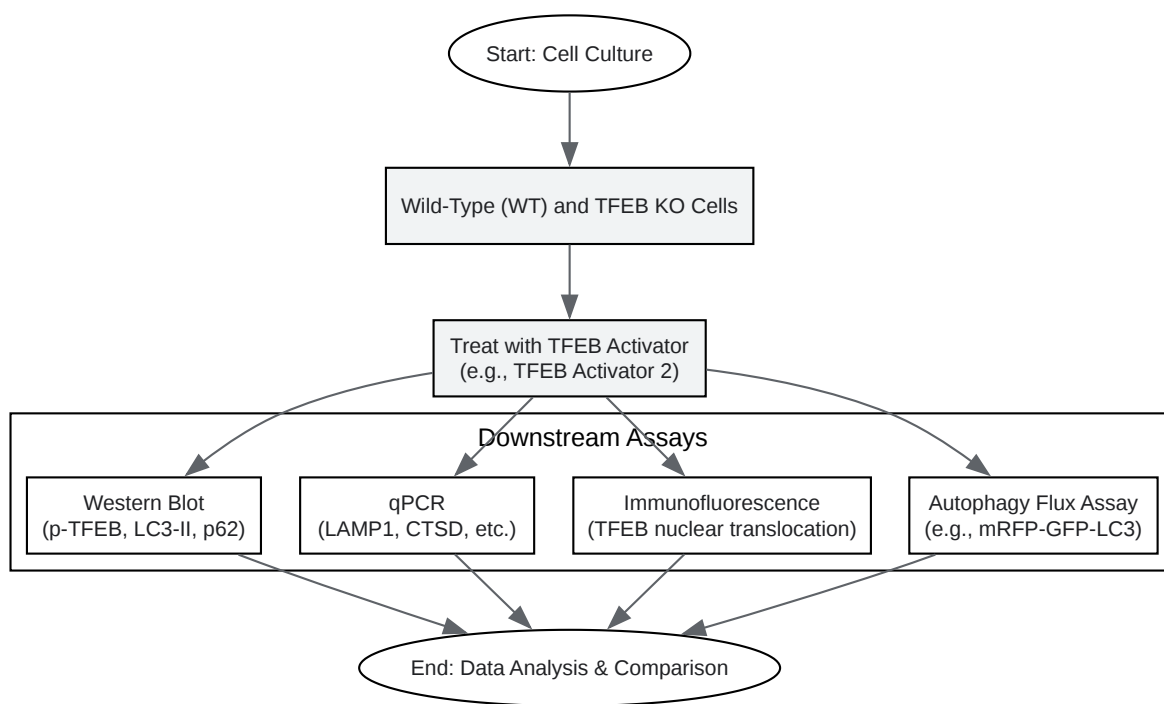 Start: Cell Culture
Wild-Type (WT) and TFEB KO Cells
Treat with TFEB Activator
(e.g., TFEB Activator 2)
Downstream Assays
Western Blot
(p-TFEB, LC3-II, p62)
qPCR
(LAMP1, CTSD, etc.)
Immunofluorescence
(TFEB nuclear translocation)
Autophagy Flux Assay
(e.g., mRFP-GFP-LC3)
End: Data Analysis & Comparison